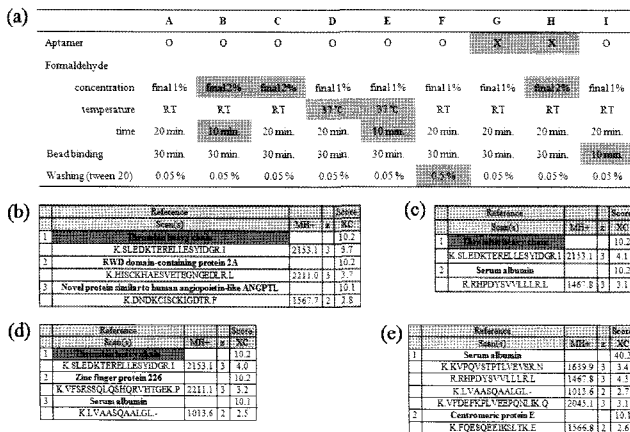 (a)
A B C D E F G H I
Aptamer O O O O O O X X O
Formaldehyde
concentration final 1% final 2% final 2% final 1% final 1% final 1% final 1% final 2% final 1%
temperature RT RT RT 37℃ 37℃ RT RT RT RT
time 20 min. 10 min. 20 min. 20 min. 10 min. 20 min. 20 min. 20 min. 20 min.
Bead binding 30 min. 30 min. 30 min. 30 min. 30 min. 30 min. 30 min. 30 min. 10 min.
Washing (tween 20) 0.05 % 0.05 % 0.05 % 0.05 % 0.05 % 0.5 % 0.05 % 0.05 % 0.05 %
(b)
Reference Score
Scan(s) MH+ z XC
1 10.2
K.SLEDKTERELLESYIDGR.I 2153.1 3 3.7
2 RWD domain-containing protein 2A 10.2
K.HISCKHAESVETSGNGEDLR.L 2211.0 3 3.7
3 Novel protein similar to human angiopoietin-like ANGPTL 10.1
K.DNDKCISCKIGDTR.F 1567.7 2 2.8
(c)
Reference Score
Scan(s) MH+ z XC
1 10.2
K.SLEDKTERELLESYIDGR.I 2153.1 3 4.1
2 Serum albumin 10.2
R.RHPDYSVVLLLR.L 1467.8 3 3.1
(d)
Reference Score
Scan(s) MH+ z XC
1 10.2
K.SLEDKTERELLESYIDGR.I 2153.1 3 4.0
2 Zinc finger protein 226 10.2
K.VFSRSSQLQSHQRVHTGEK.P 2211.1 3 3.2
3 Serum albumin 10.1
K.LVAASQAALGL.- 1013.6 2 2.5
(e)
Reference Score
Scan(s) MH+ z XC
1 Serum albumin 40.3
K.KVPQVSTPTLVEVSR.N 1639.9 3 3.4
R.RHPDYSVVLLLR.L 1467.8 3
K.LVAASQAALGL.- 1013.6 2 2.7
K.VFDEFKPLVEEPQNLIK.Q 2045.1 3 3.1
2 Centromeric protein E 10.1
K.FQESQEEIKSLTK.E 1566.8 2 2.6